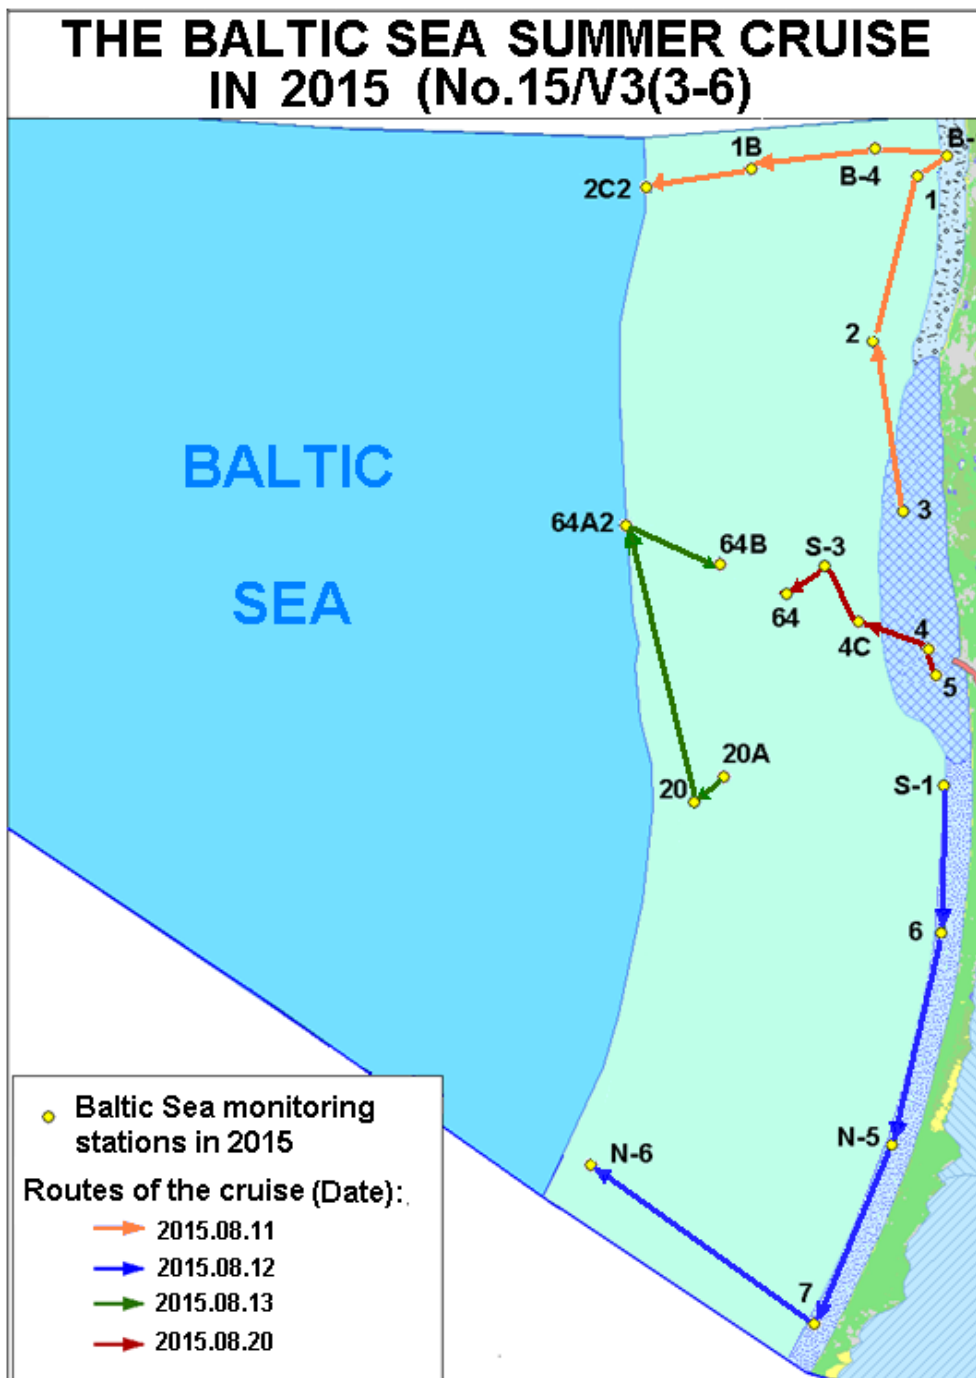 THE BALTIC SEA SUMMER CRUISE
IN 2015 (No.15/V3(3-6)
B-
1B
B-4
2C2
1
2
BALTIC
3
64A2
64B
S-3
SEA
64
4C
4
5
20A
20
S-1
6
N-5
N-6
7
Baltic Sea monitoring
stations in 2015
Routes of the cruise (Date):
2015.08.11
2015.08.12
2015.08.13
2015.08.20